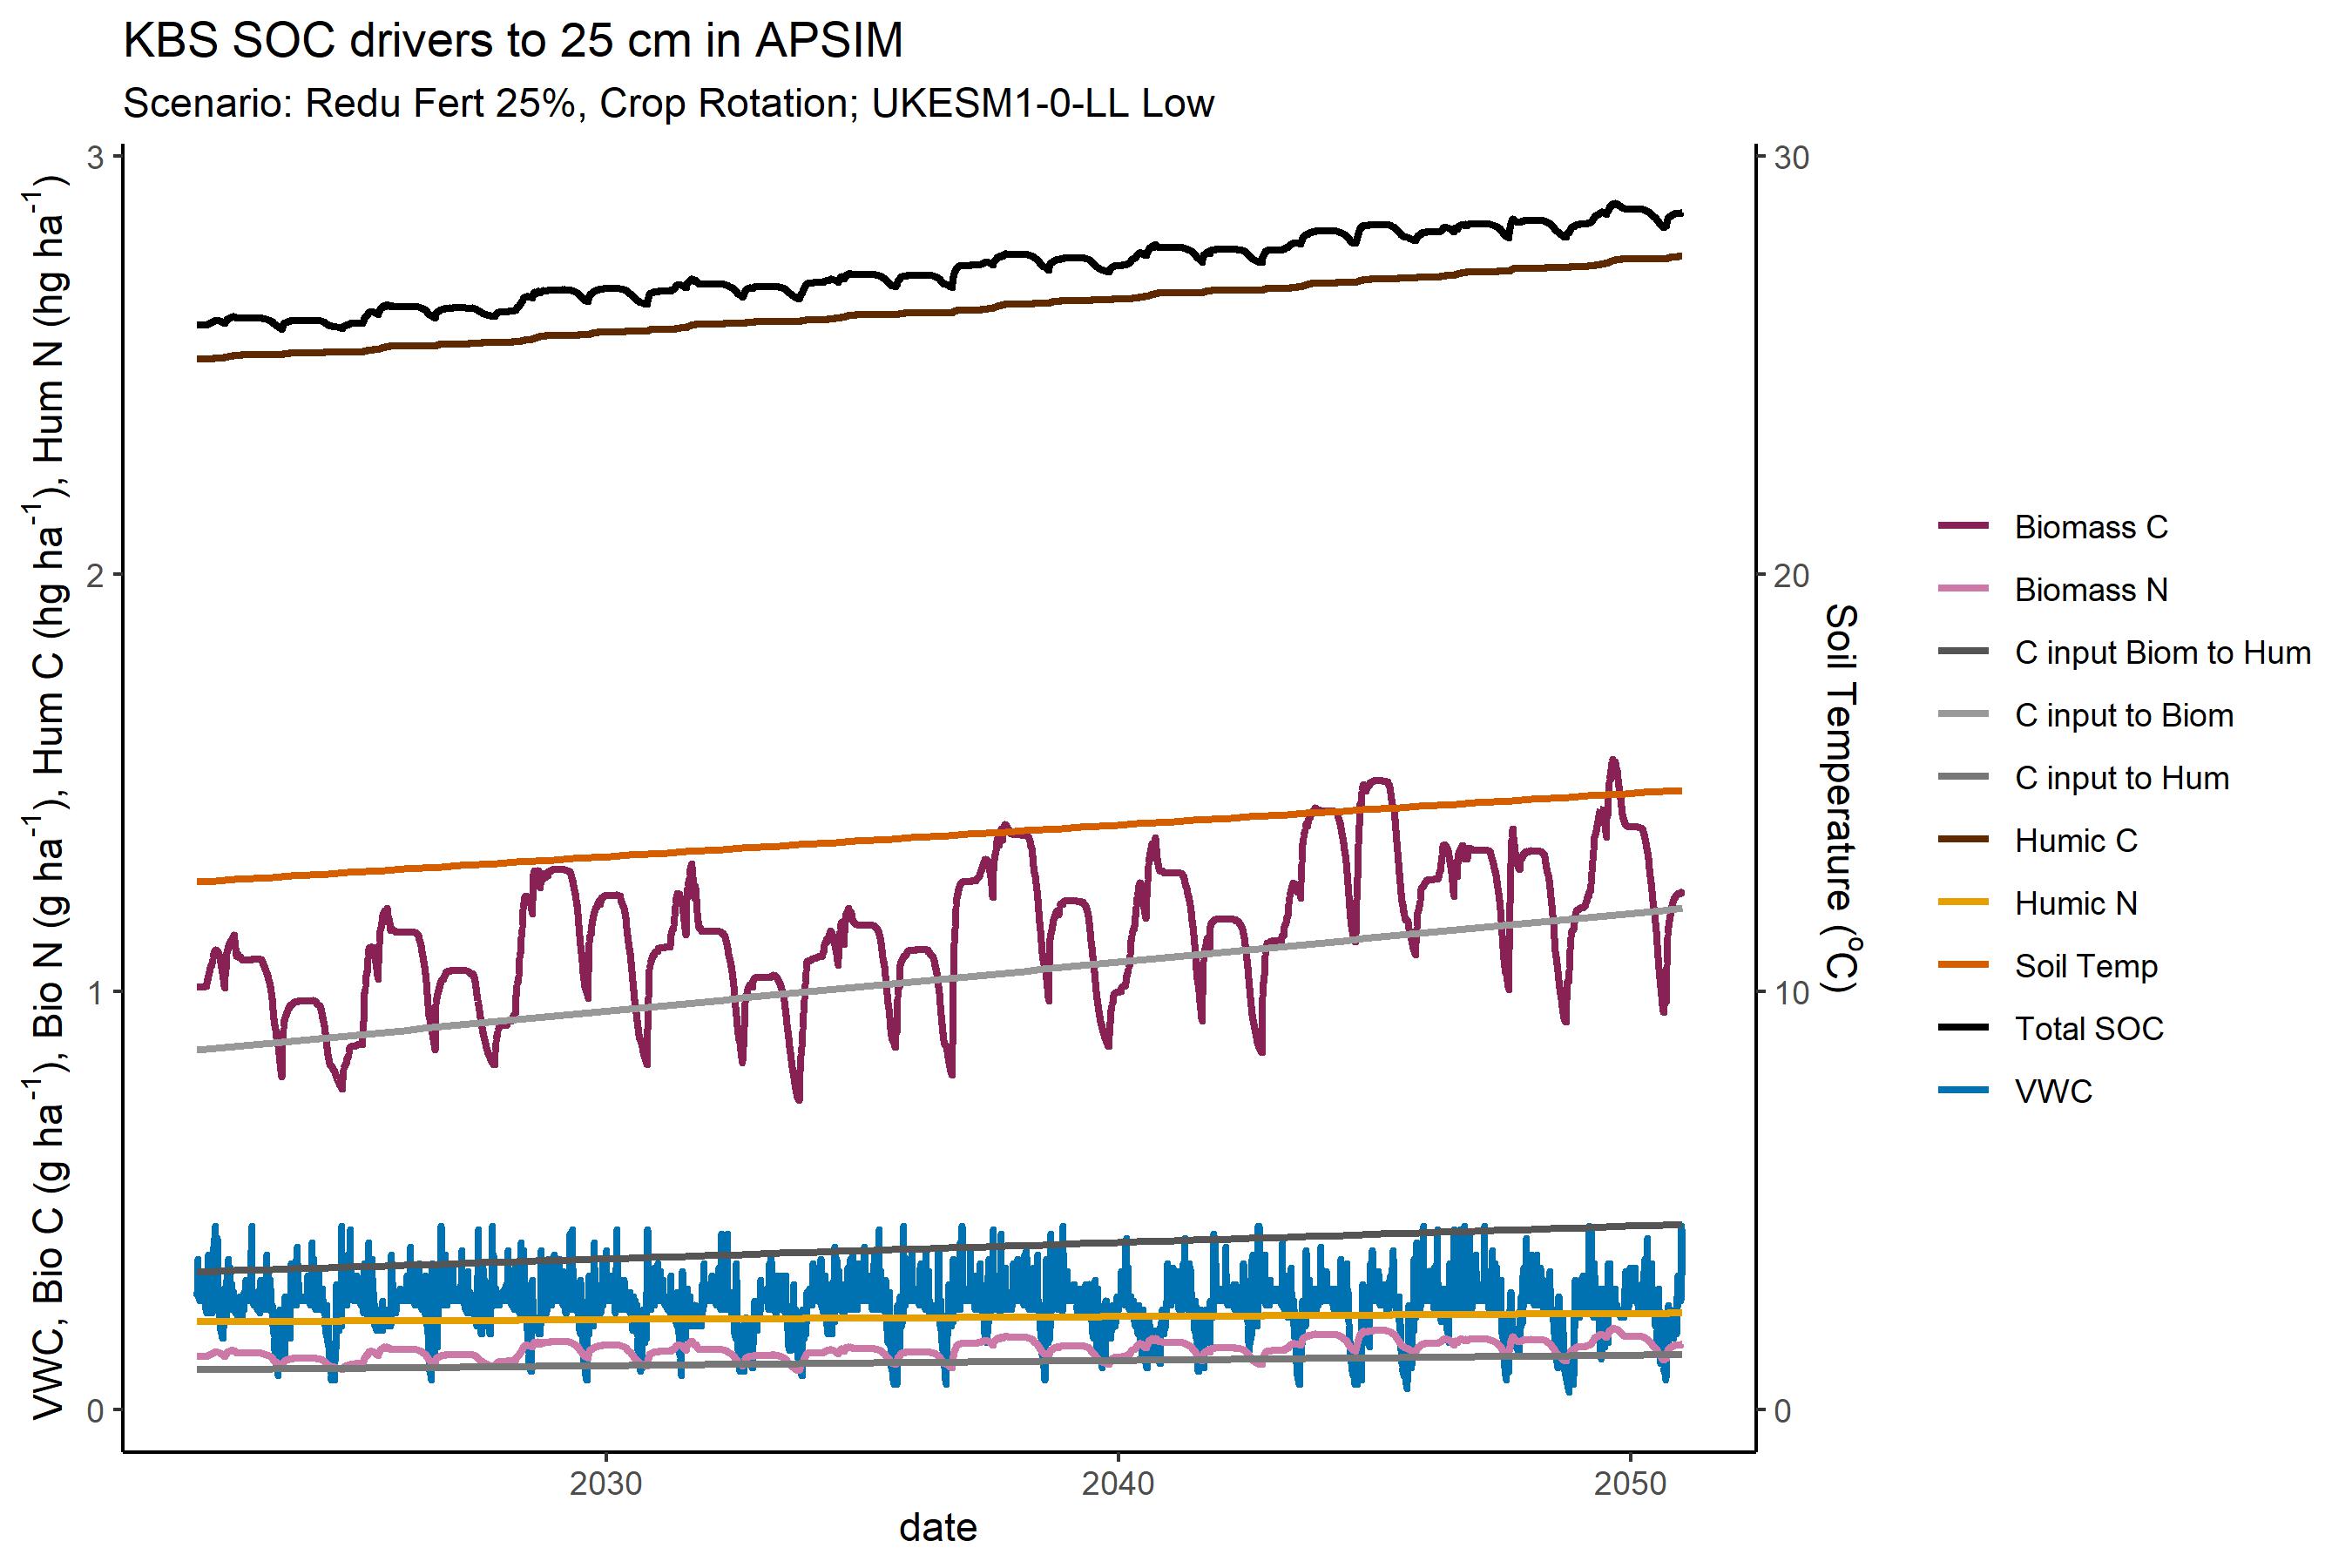 KBS SOC drivers to 25 cm in APSIM
Scenario: Redu Fert 25%, Crop Rotation; UKESM1-0-LL Low
VWC, Bio C (g ha⁻¹), Bio N (g ha⁻¹), Hum C (hg ha⁻¹), Hum N (hg ha⁻¹)
3
2
1
0
30
20
10
0
Soil Temperature (°C)
2030
2040
2050
date
Biomass C
Biomass N
C input Biom to Hum
C input to Biom
C input to Hum
Humic C
Humic N
Soil Temp
Total SOC
VWC